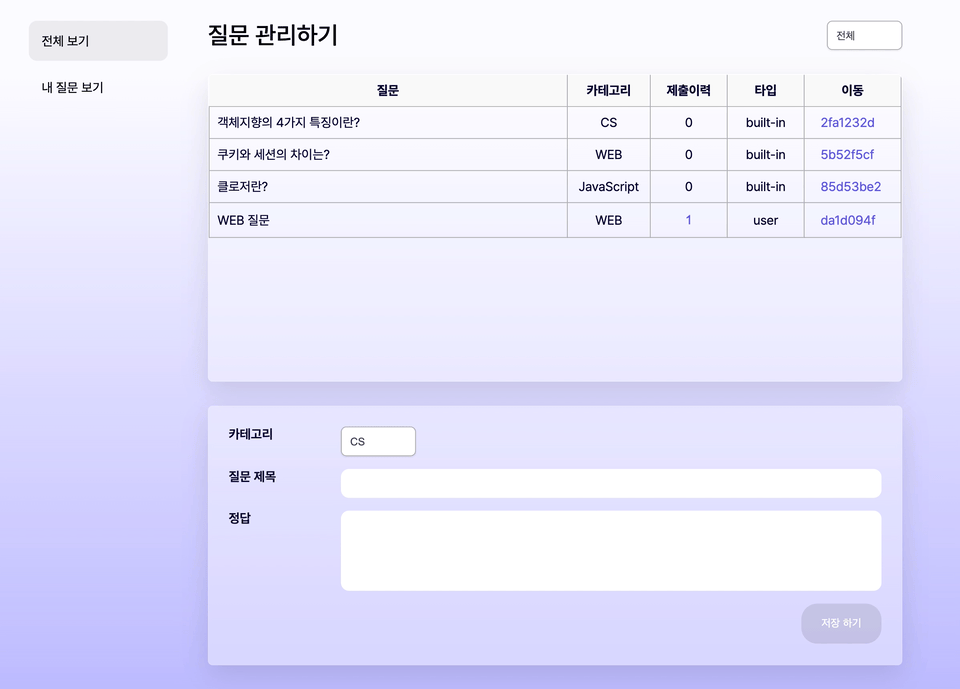 전체 보기
내 질문 보기
질문 관리하기
전체
질문 카테고리 제출이력 타입 이동
객체지향의 4가지 특징이란? CS 0 built-in 2fa1232d
쿠키와 세션의 차이는? WEB 0 built-in 5b52f5cf
클로저란? JavaScript 0 built-in 85d53be2
WEB 질문 WEB 1 user da1d094f
카테고리 CS
질문 제목
정답
저장 하기